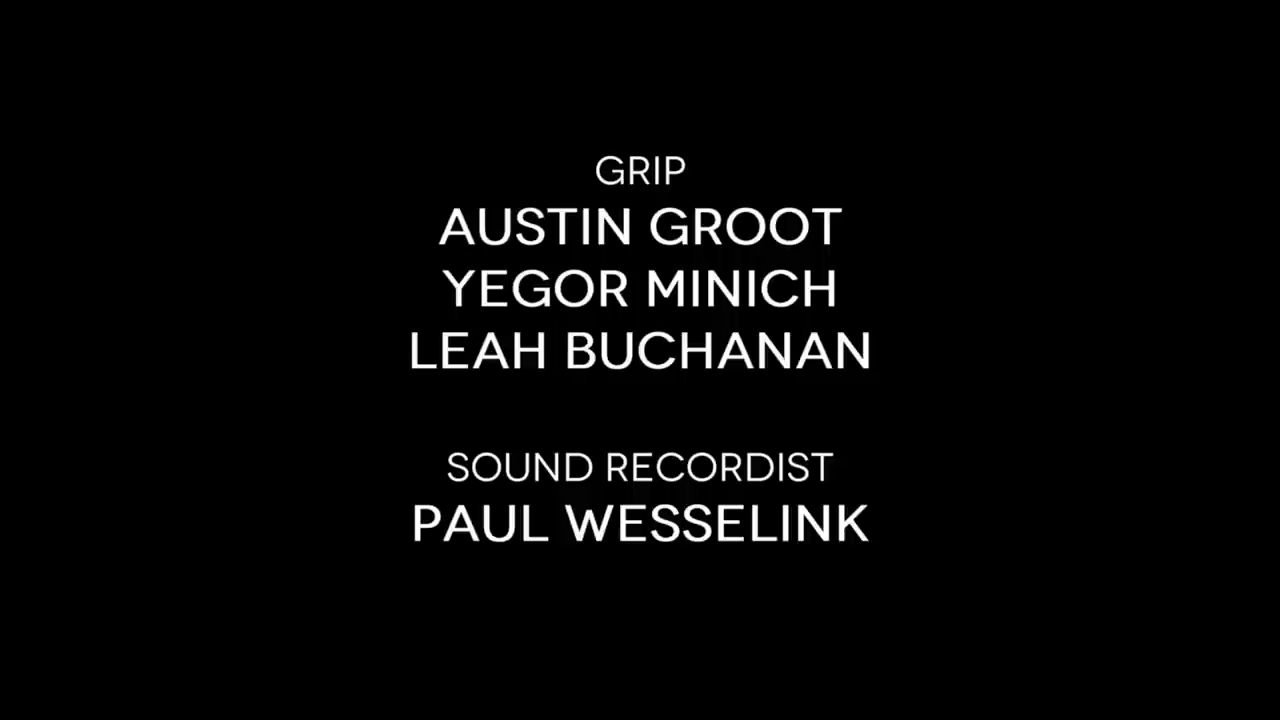 GRIP
AUSTIN GROOT
YEGOR MINICH
LEAH BUCHANAN
SOUND RECORDIST
PAUL WESSELINK